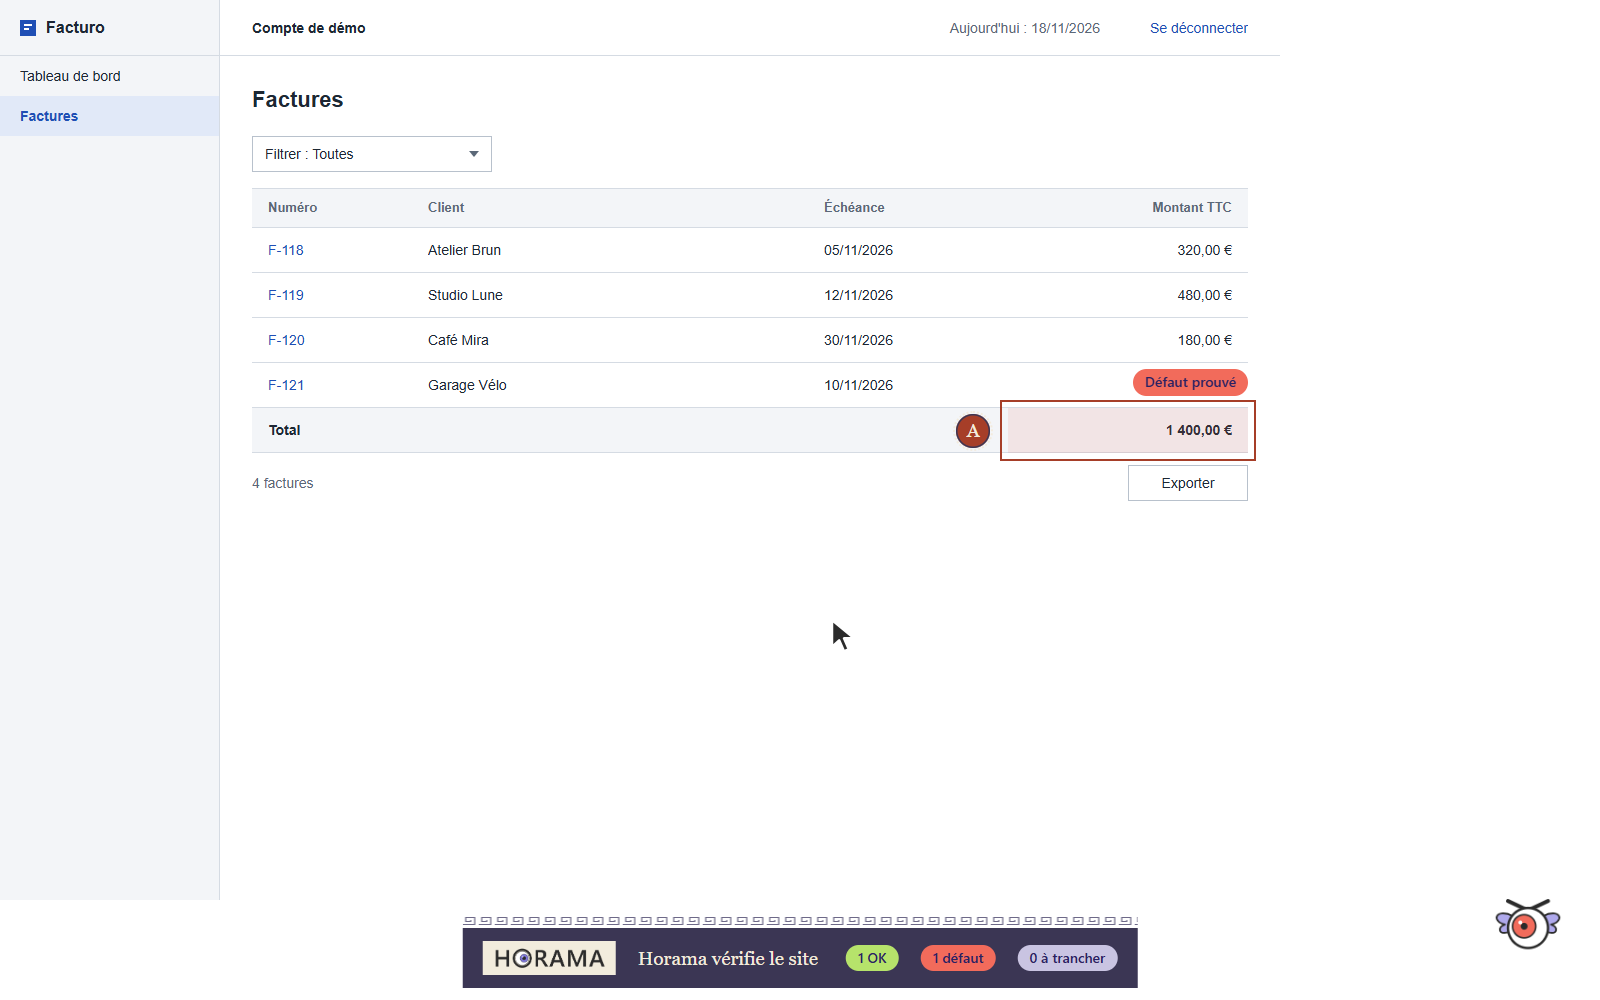 Facturo
Compte de démo
Aujourd'hui : 18/11/2026
Se déconnecter
Tableau de bord
Factures
Factures
Filtrer : Toutes
Numéro Client Échéance Montant TTC
F-118 Atelier Brun 05/11/2026 320,00 €
F-119 Studio Lune 12/11/2026 480,00 €
F-120 Café Mira 30/11/2026 180,00 €
F-121 Garage Vélo 10/11/2026 Défaut prouvé
Total A 1 400,00 €
4 factures Exporter
HORAMA Horama vérifie le site 1 OK 1 défaut 0 à trancher